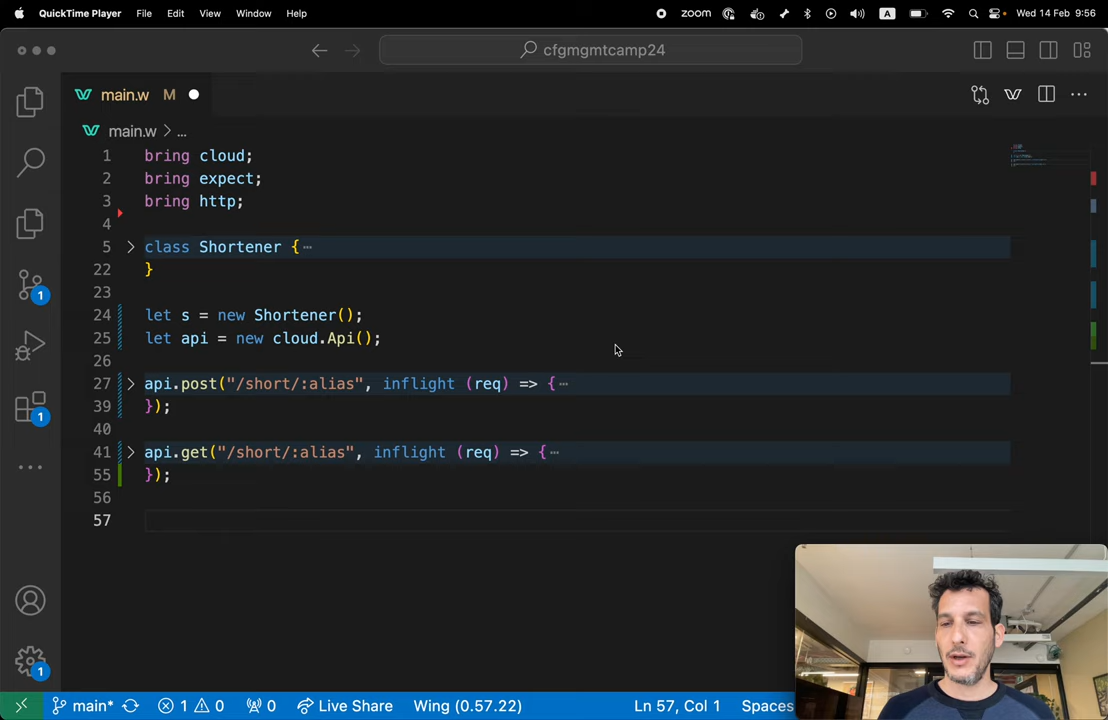 QuickTime Player File Edit View Window Help zoom A Wed 14 Feb 9:56
cfgmgmtcamp24
main.w M
main.w > ...
1 bring cloud;
2 bring expect;
3 bring http;
4
5 class Shortener {⋯
22 }
23
24 let s = new Shortener();
25 let api = new cloud.Api();
26
27 api.post("/short/:alias", inflight (req) => {⋯
39 });
40
41 api.get("/short/:alias", inflight (req) => {⋯
55 });
56
57
1
1
1
main* 1 0 0 Live Share Wing (0.57.22) Ln 57, Col 1 Spaces